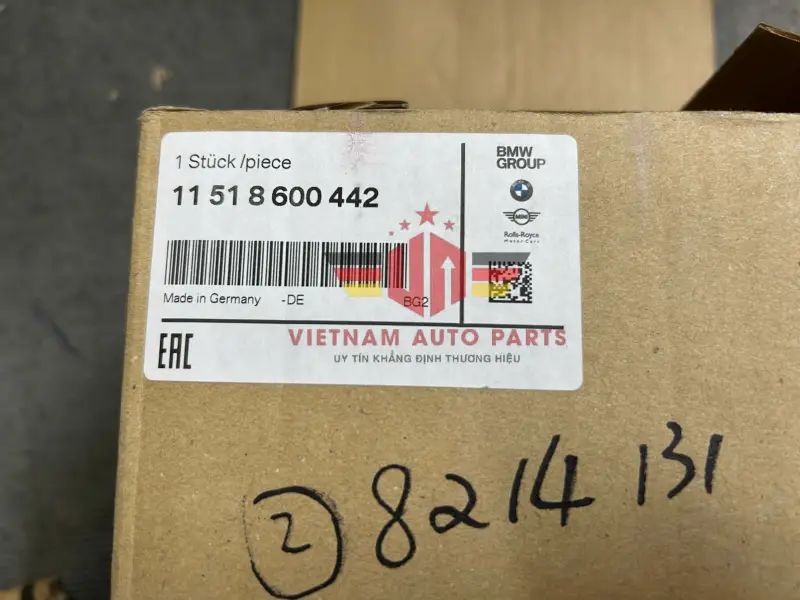 1 Stück/piece
11 51 8 600 442
BMW
GROUP
MINI
Rolls-Royce
Motor Cars
Made in Germany -DE BG2
EAC
VIETNAM AUTO PARTS
UY TÍN KHẲNG ĐỊNH THƯƠNG HIỆU
2 8214 131